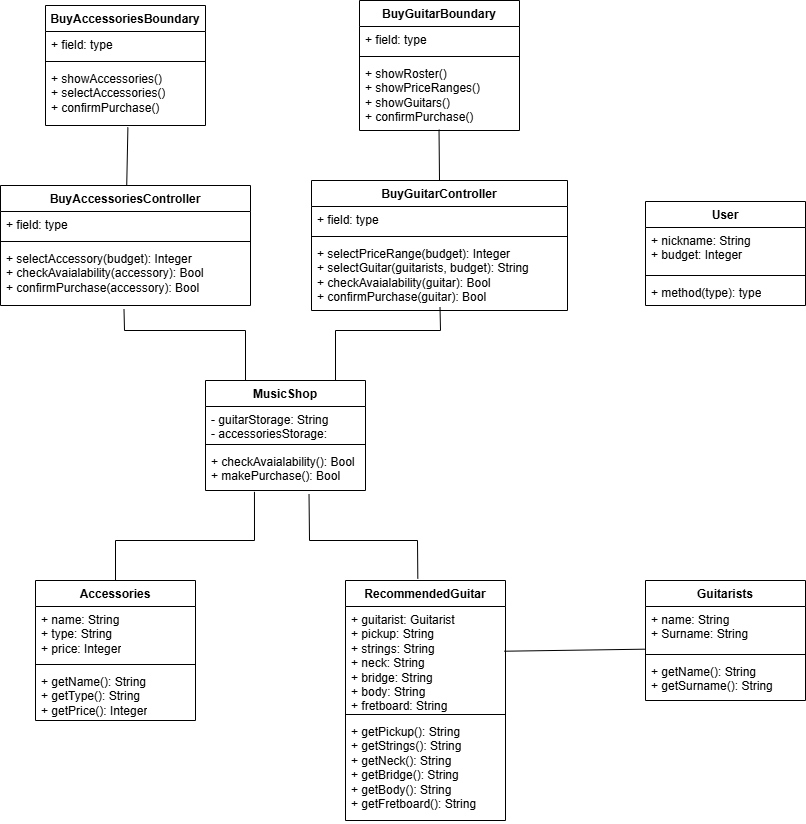 BuyAccessoriesBoundary
+ field: type
+ showAccessories()
+ selectAccessories()
+ confirmPurchase()
BuyGuitarBoundary
+ field: type
+ showRoster()
+ showPriceRanges()
+ showGuitars()
+ confirmPurchase()
BuyAccessoriesController
+ field: type
+ selectAccessory(budget): Integer
+ checkAvaialability(accessory): Bool
+ confirmPurchase(accessory): Bool
BuyGuitarController
+ field: type
+ selectPriceRange(budget): Integer
+ selectGuitar(guitarists, budget): String
+ checkAvaialability(guitar): Bool
+ confirmPurchase(guitar): Bool
User
+ nickname: String
+ budget: Integer
+ method(type): type
MusicShop
- guitarStorage: String
- accessoriesStorage:
+ checkAvaialability(): Bool
+ makePurchase(): Bool
Accessories
+ name: String
+ type: String
+ price: Integer
+ getName(): String
+ getType(): String
+ getPrice(): Integer
RecommendedGuitar
+ guitarist: Guitarist
+ pickup: String
+ strings: String
+ neck: String
+ bridge: String
+ body: String
+ fretboard: String
+ getPickup(): String
+ getStrings(): String
+ getNeck(): String
+ getBridge(): String
+ getBody(): String
+ getFretboard(): String
Guitarists
+ name: String
+ Surname: String
+ getName(): String
+ getSurname(): String